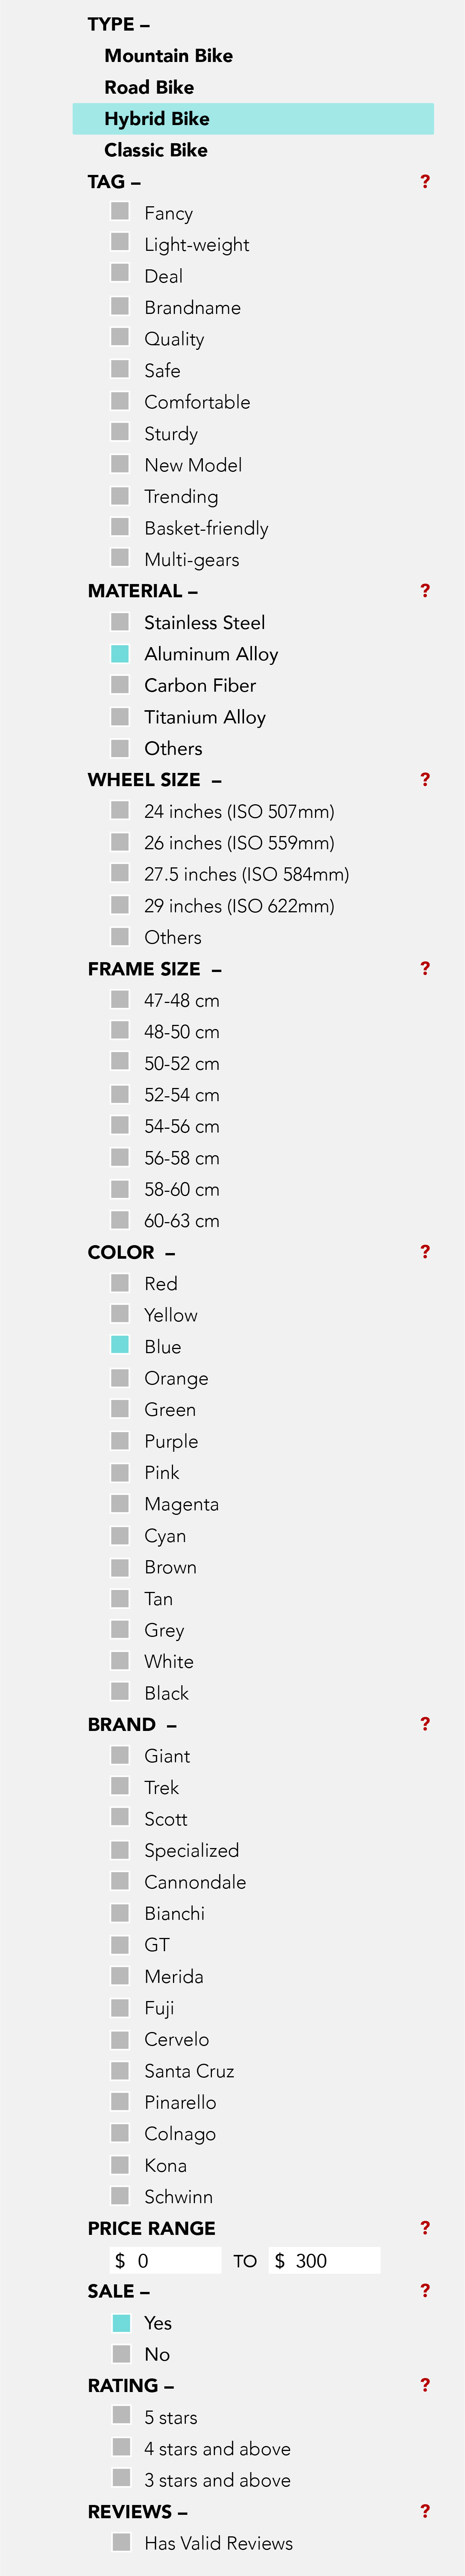 TYPE –
Mountain Bike
Road Bike
Hybrid Bike
Classic Bike
TAG – ?
Fancy
Light-weight
Deal
Brandname
Quality
Safe
Comfortable
Sturdy
New Model
Trending
Basket-friendly
Multi-gears
MATERIAL – ?
Stainless Steel
Aluminum Alloy
Carbon Fiber
Titanium Alloy
Others
WHEEL SIZE – ?
24 inches (ISO 507mm)
26 inches (ISO 559mm)
27.5 inches (ISO 584mm)
29 inches (ISO 622mm)
Others
FRAME SIZE – ?
47-48 cm
48-50 cm
50-52 cm
52-54 cm
54-56 cm
56-58 cm
58-60 cm
60-63 cm
COLOR – ?
Red
Yellow
Blue
Orange
Green
Purple
Pink
Magenta
Cyan
Brown
Tan
Grey
White
Black
BRAND – ?
Giant
Trek
Scott
Specialized
Cannondale
Bianchi
GT
Merida
Fuji
Cervelo
Santa Cruz
Pinarello
Colnago
Kona
Schwinn
PRICE RANGE ?
$ 0 TO $ 300
SALE – ?
Yes
No
RATING – ?
5 stars
4 stars and above
3 stars and above
REVIEWS – ?
Has Valid Reviews